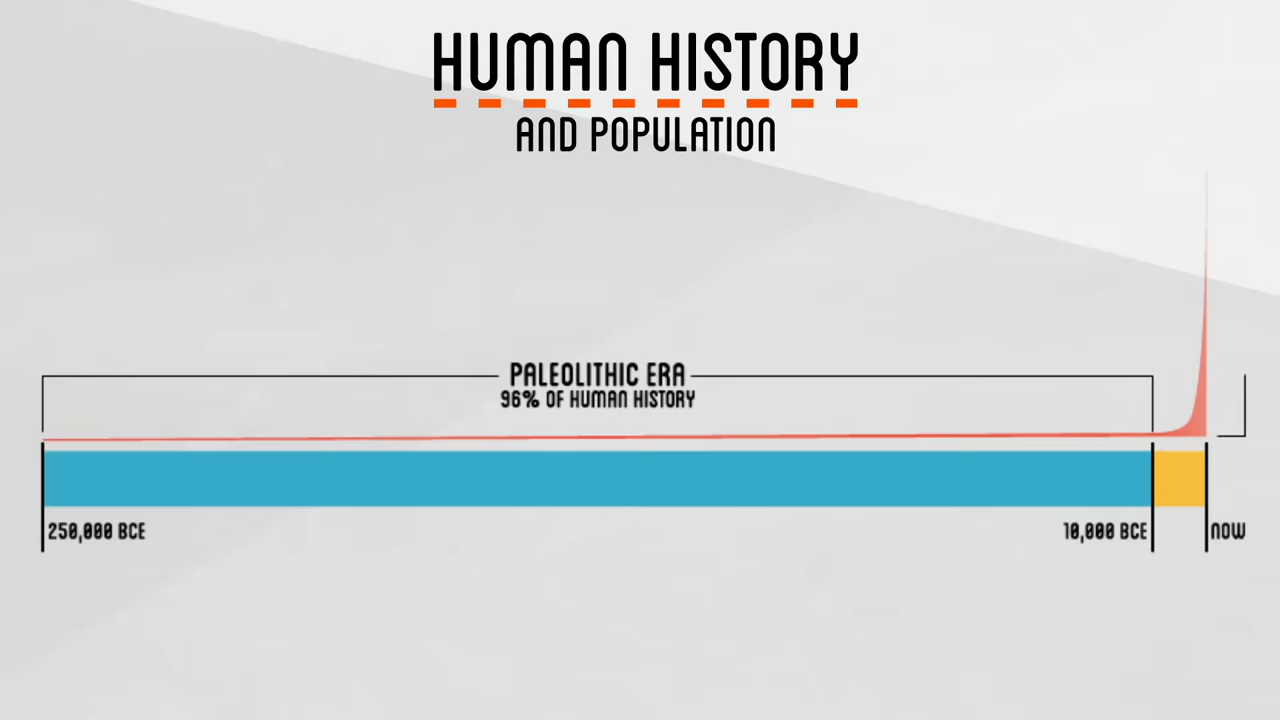 HUMAN HISTORY
AND POPULATION
PALEOLITHIC ERA
96% OF HUMAN HISTORY
250,000 BCE
10,000 BCE
NOW